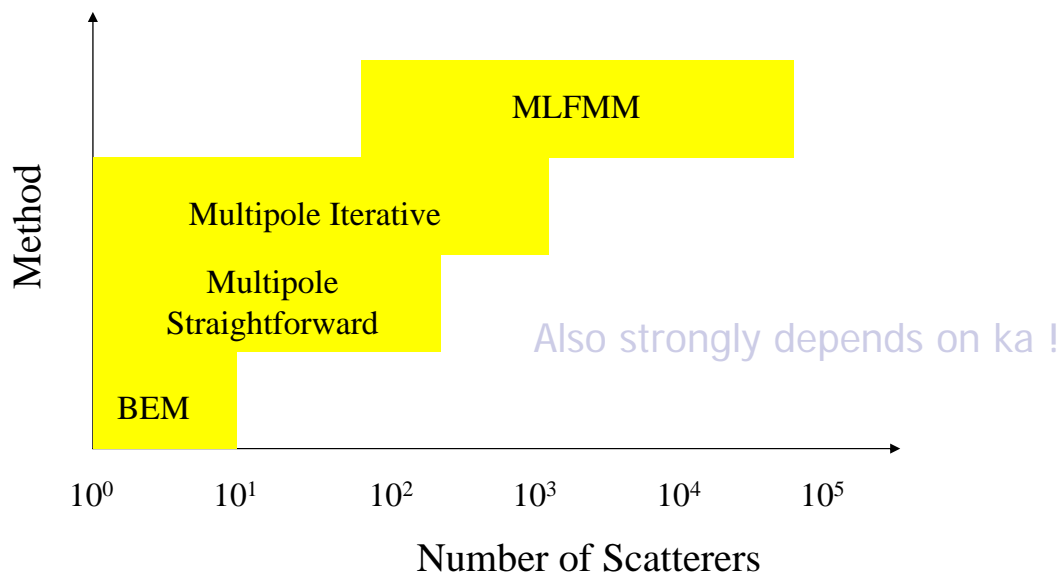 MLFMM
Method
Multipole Iterative
Multipole
Straightforward
Also strongly depends on ka !
BEM
10⁰ 10¹ 10² 10³ 10⁴ 10⁵
Number of Scatterers